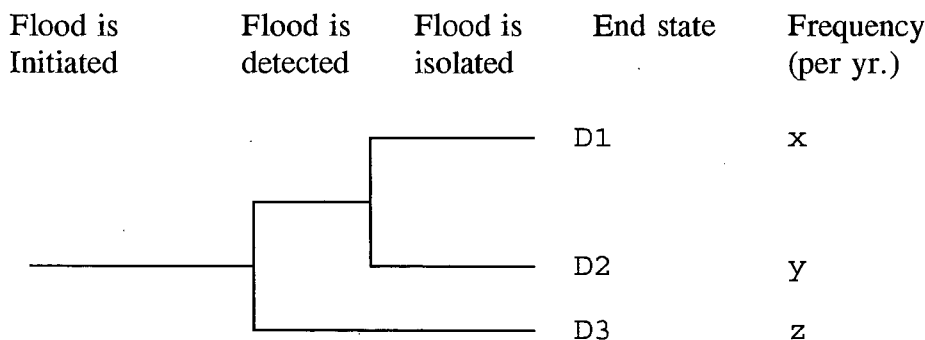 Flood is Initiated
Flood is detected
Flood is isolated
End state
Frequency (per yr.)
D1 x
D2 y
D3 z